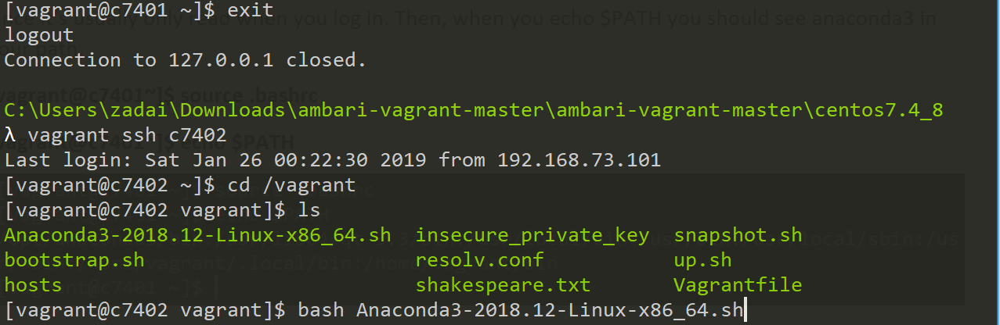 [vagrant@c7401 ~]$ exit
logout
Connection to 127.0.0.1 closed.
C:\Users\zadai\Downloads\ambari-vagrant-master\ambari-vagrant-master\centos7.4_8
λ vagrant ssh c7402
Last login: Sat Jan 26 00:22:30 2019 from 192.168.73.101
[vagrant@c7402 ~]$ cd /vagrant
[vagrant@c7402 vagrant]$ ls
Anaconda3-2018.12-Linux-x86_64.sh insecure_private_key snapshot.sh
bootstrap.sh resolv.conf up.sh
hosts shakespeare.txt Vagrantfile
[vagrant@c7402 vagrant]$ bash Anaconda3-2018.12-Linux-x86_64.sh